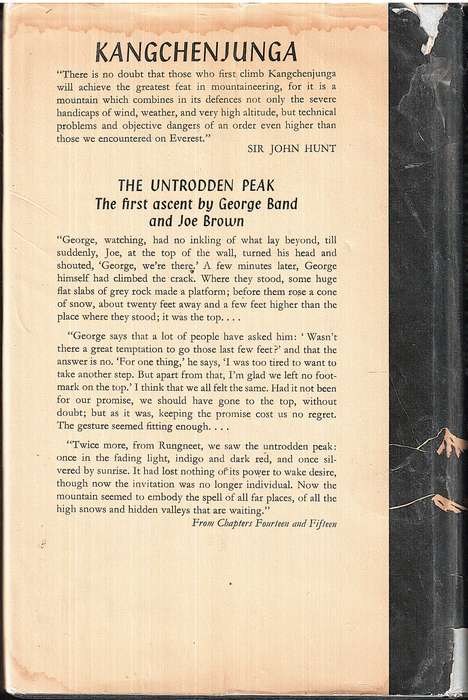 KANGCHENJUNGA
"There is no doubt that those who first climb Kangchenjunga
will achieve the greatest feat in mountaineering, for it is a
mountain which combines in its defences not only the severe
handicaps of wind, weather, and very high altitude, but technical
problems and objective dangers of an order even higher than
those we encountered on Everest."
SIR JOHN HUNT
THE UNTRODDEN PEAK
The first ascent by George Band
and Joe Brown
"George, watching, had no inkling of what lay beyond, till
suddenly, Joe, at the top of the wall, turned his head and
shouted, 'George, we're there.' A few minutes later, George
himself had climbed the crack. Where they stood, some huge
flat slabs of grey rock made a platform; before them rose a cone
of snow, about twenty feet away and a few feet higher than the
place where they stood; it was the top. . . .
"George says that a lot of people have asked him: 'Wasn't
there a great temptation to go those last few feet?' and that the
answer is no. 'For one thing,' he says, 'I was too tired to want to
take another step. But apart from that, I'm glad we left no foot-
mark on the top.' I think that we all felt the same. Had it not been
for our promise, we should have gone to the top, without
doubt; but as it was, keeping the promise cost us no regret.
The gesture seemed fitting enough. . . .
"Twice more, from Rungneet, we saw the untrodden peak:
once in the fading light, indigo and dark red, and once sil-
vered by sunrise. It had lost nothing of its power to wake desire,
though now the invitation was no longer individual. Now the
mountain seemed to embody the spell of all far places, of all the
high snows and hidden valleys that are waiting."
From Chapters Fourteen and Fifteen